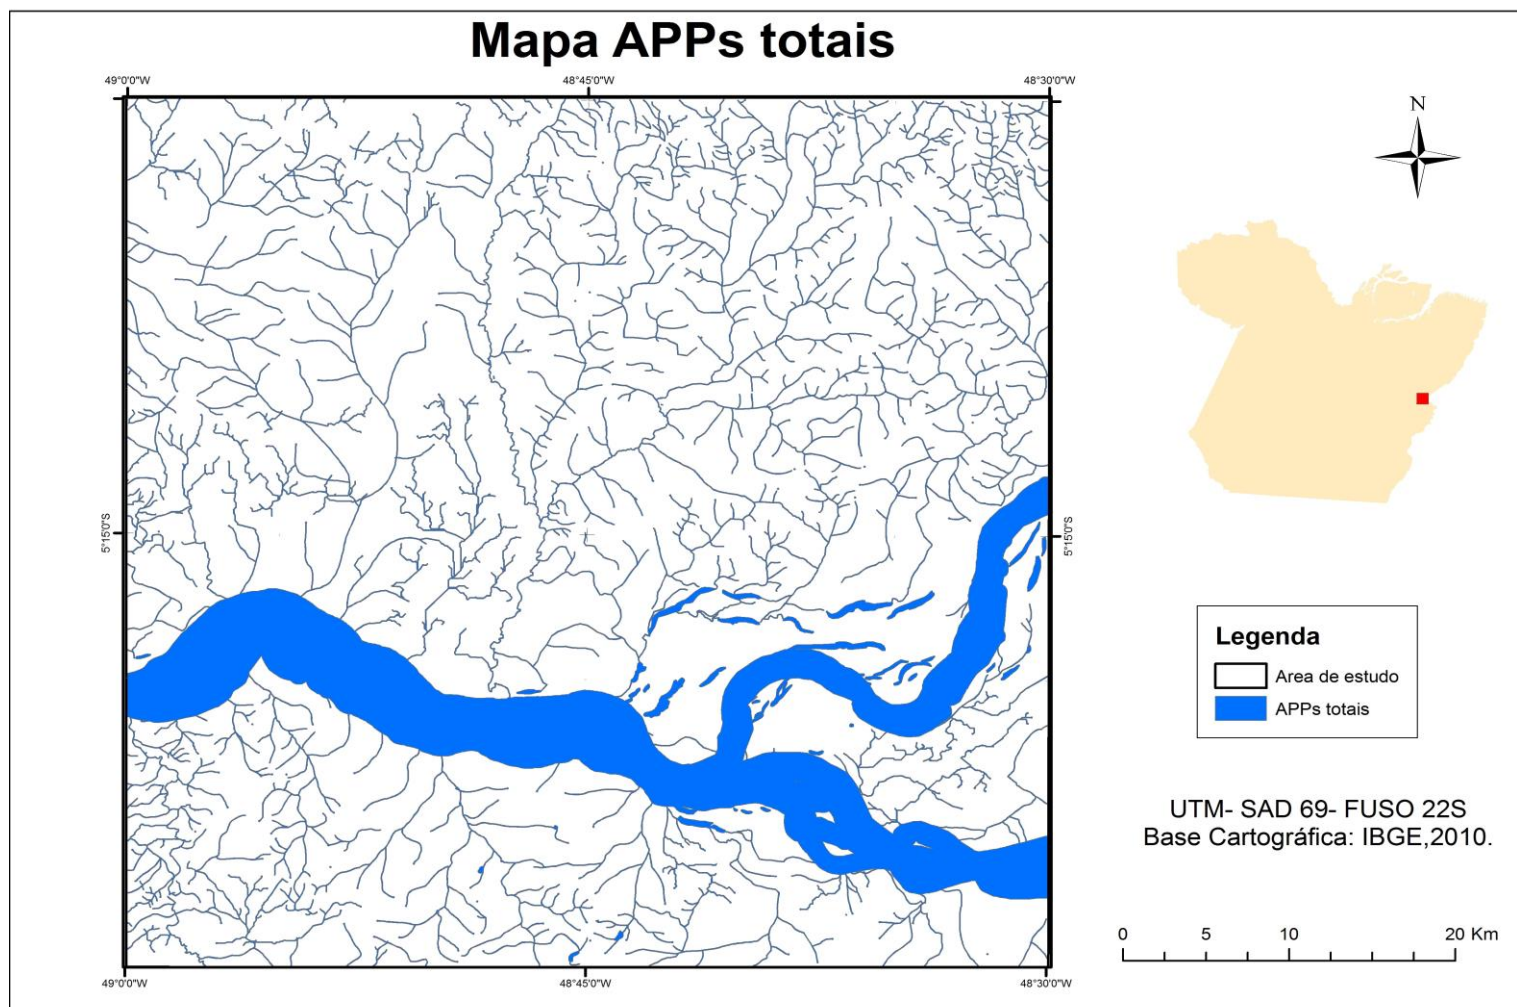 Mapa APPs totais
49°0'0"W
48°45'0"W
48°30'0"W
N
5°15'0"S
5°15'0"S
Legenda
Area de estudo
APPs totais
UTM- SAD 69- FUSO 22S
Base Cartográfica: IBGE,2010.
0 5 10 20 Km
49°0'0"W
48°45'0"W
48°30'0"W